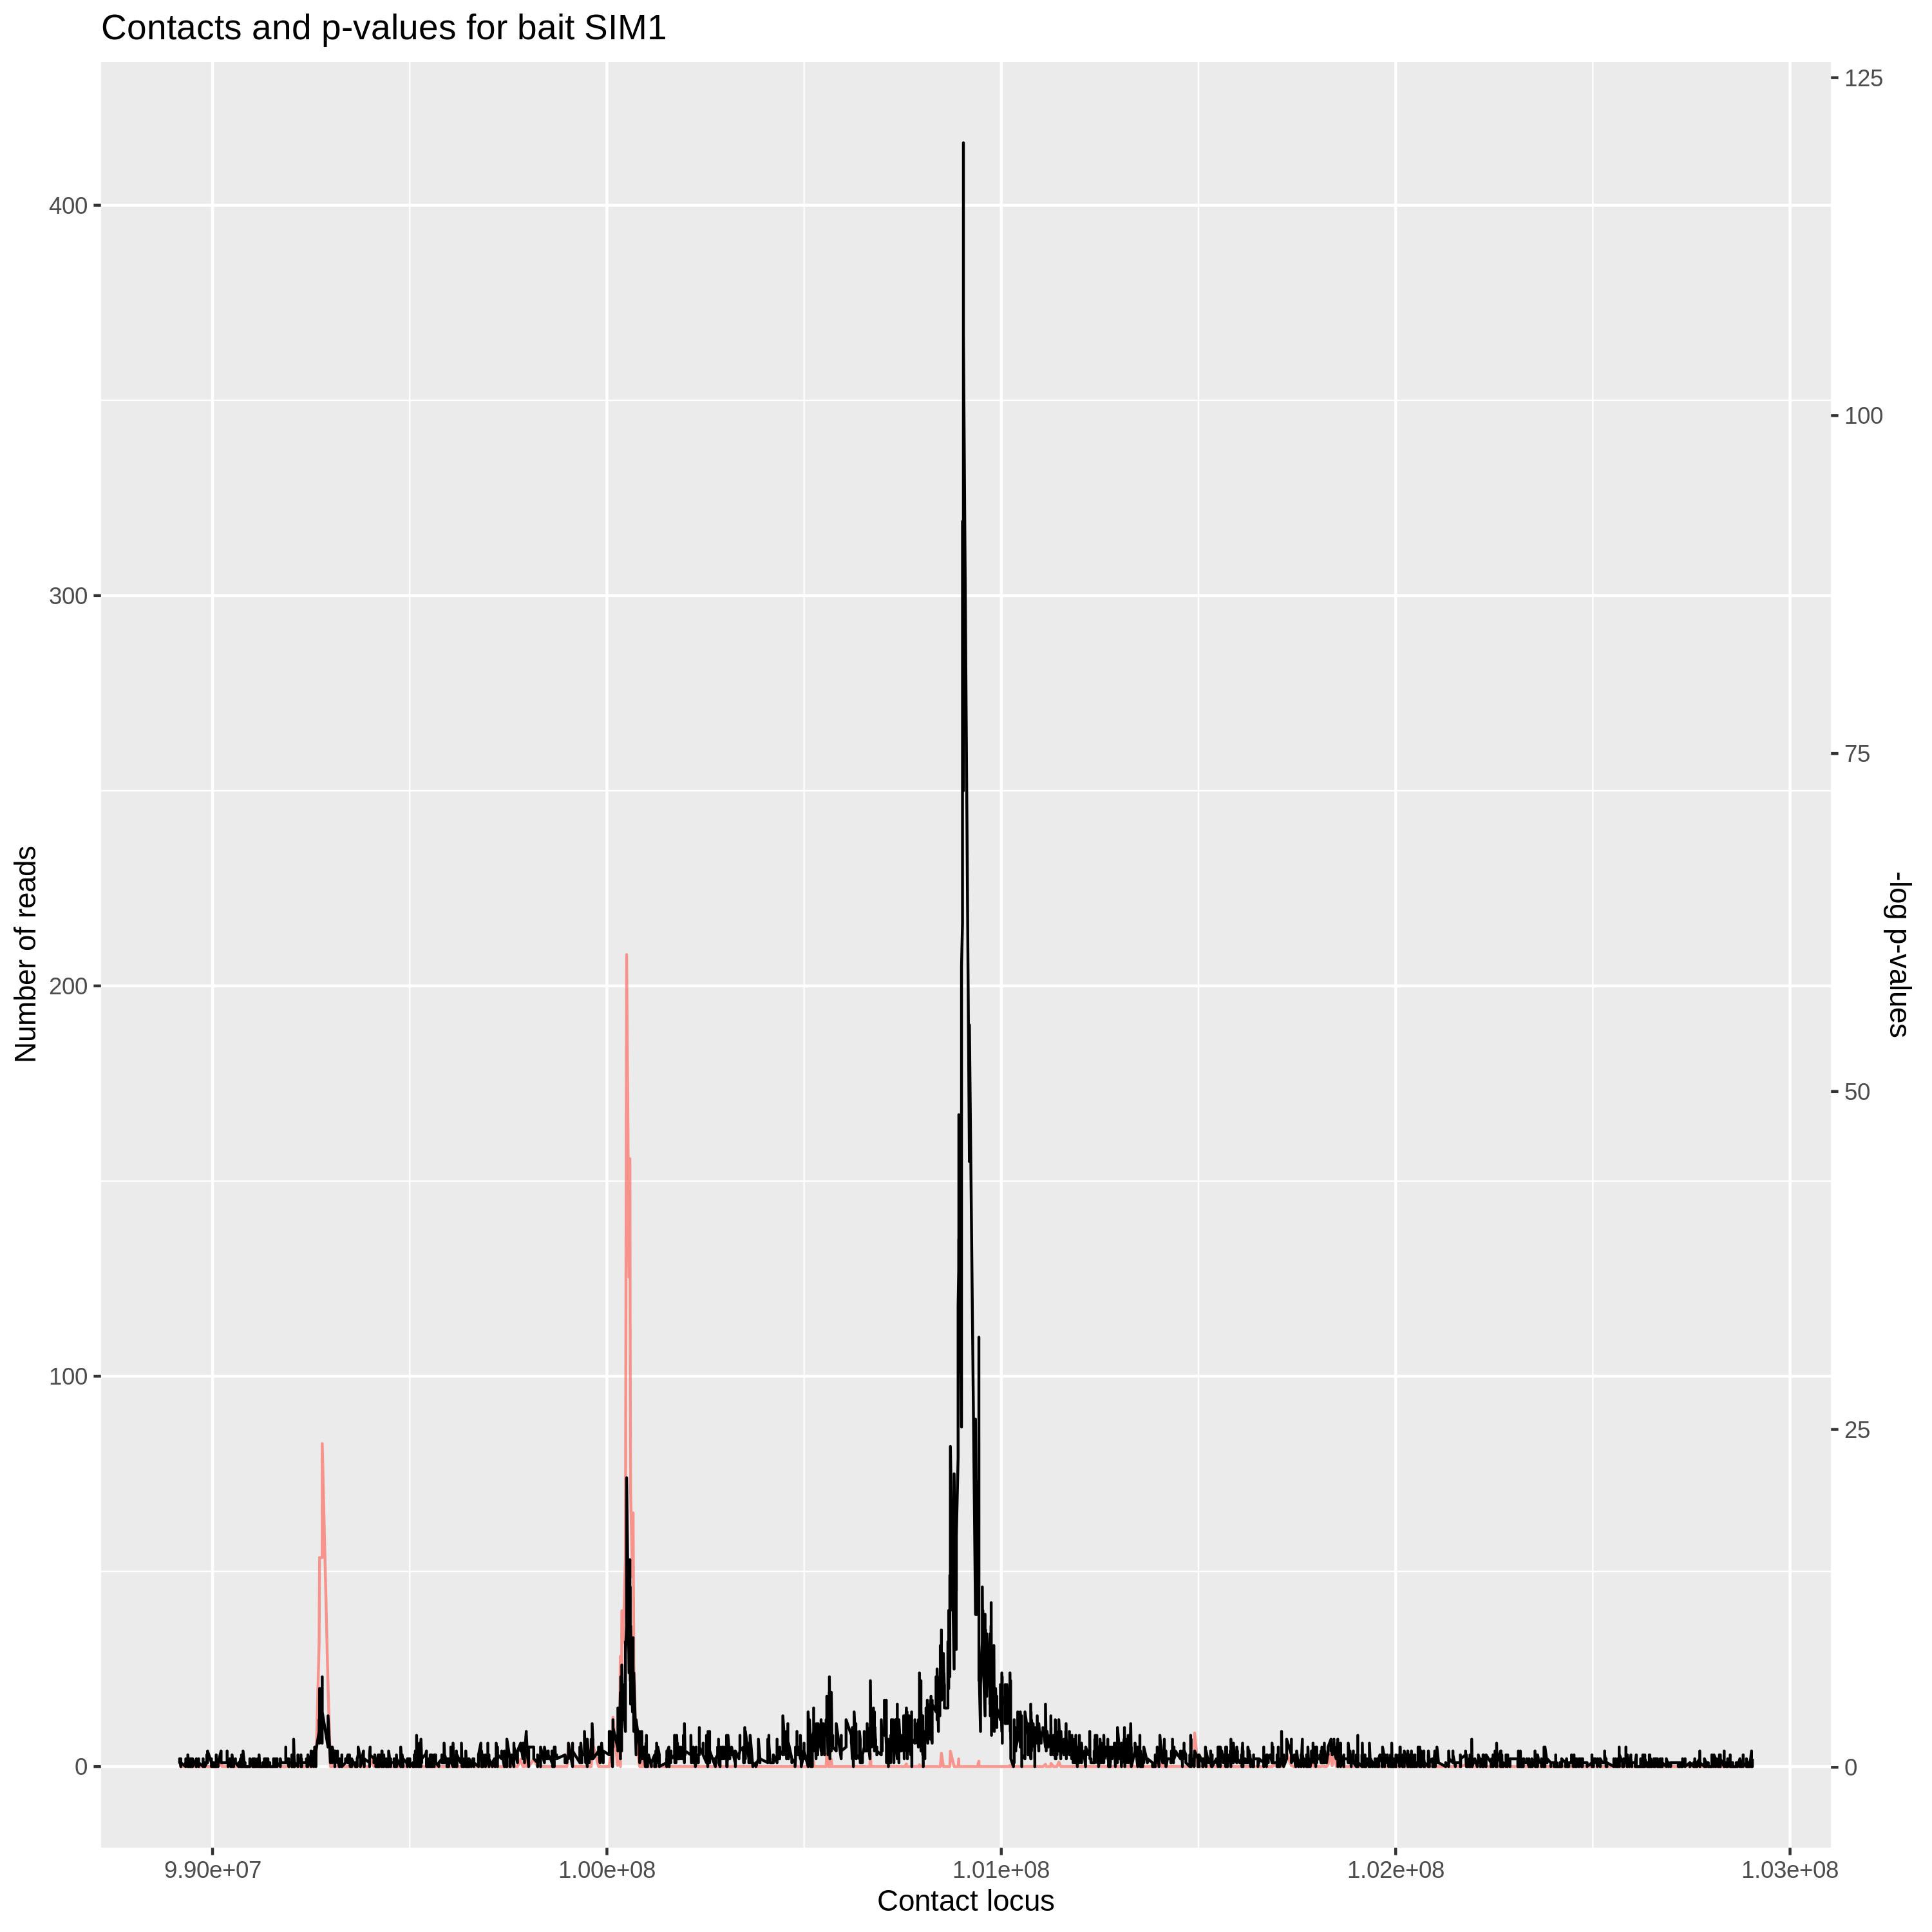 Contacts and p-values for bait SIM1
125
400
100
300
75
Number of reads
-log p-values
200
50
100
25
0
0
9.90e+07
1.00e+08
1.01e+08
1.02e+08
1.03e+08
Contact locus